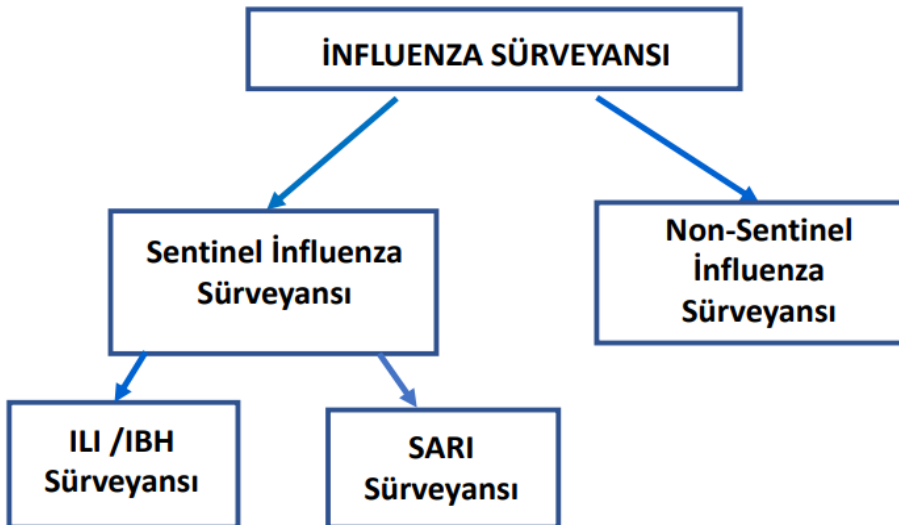 İNFLUENZA SÜRVEYANSI
Sentinel İnfluenza
Sürveyansı
Non-Sentinel
İnfluenza
Sürveyansı
ILI /IBH
Sürveyansı
SARI
Sürveyansı